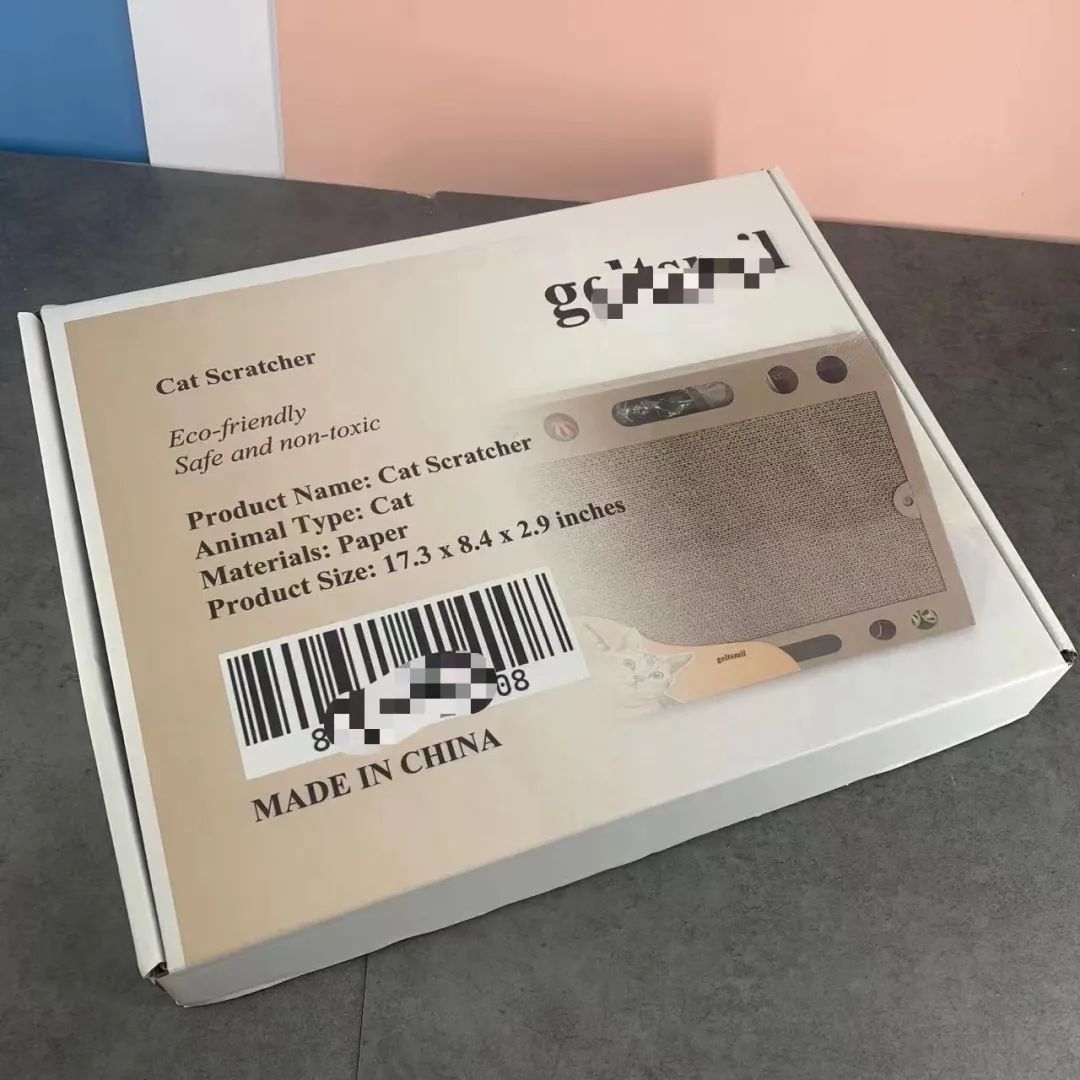 Cat Scratcher
Eco-friendly
Safe and non-toxic
Product Name: Cat Scratcher
Animal Type: Cat
Materials: Paper
Product Size: 17.3 x 8.4 x 2.9 inches
geltsmil
MADE IN CHINA